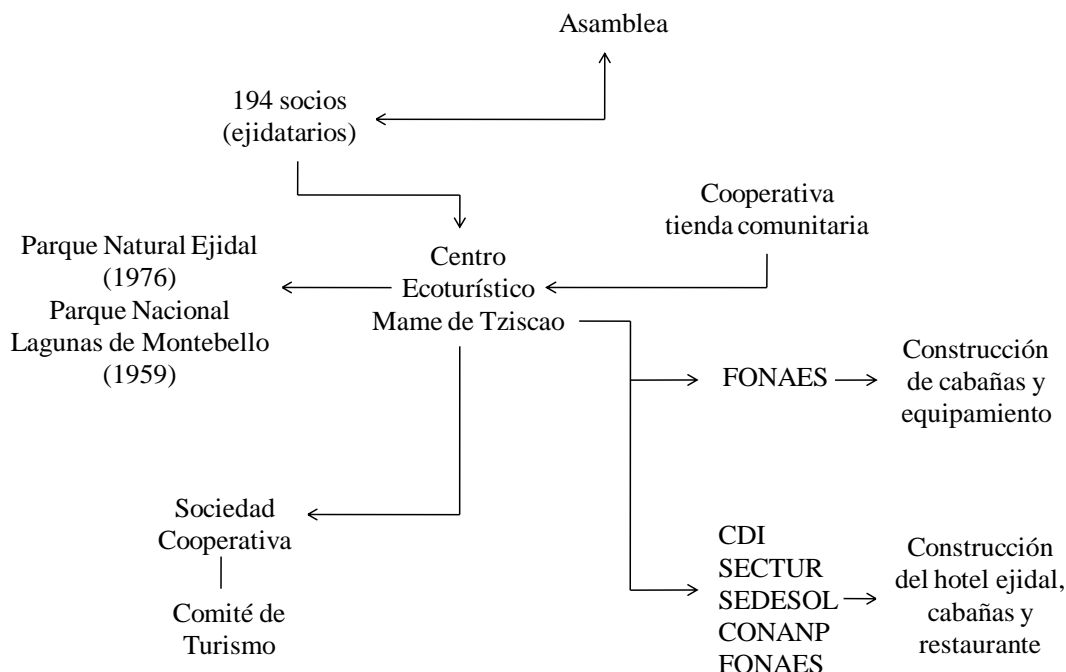 Asamblea
194 socios
(ejidatarios)
Cooperativa
tienda comunitaria
Parque Natural Ejidal
(1976)
Parque Nacional
Lagunas de Montebello
(1959)
Centro
Ecoturístico
Mame de Tziscao
FONAES
Construcción
de cabañas y
equipamiento
Sociedad
Cooperativa
Comité de
Turismo
CDI
SECTUR
SEDESOL
CONANP
FONAES
Construcción
del hotel ejidal,
cabañas y
restaurante